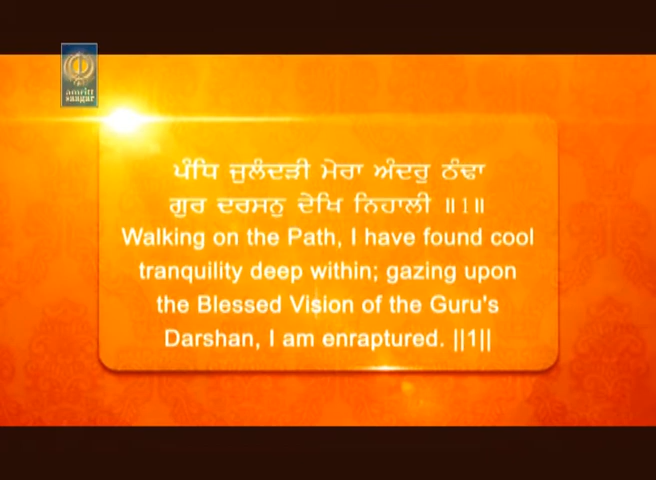 amritt
saagar
ਪੰਧਿ ਜੁਲੰਦੜੀ ਮੇਰਾ ਅੰਦਰੁ ਠੰਢਾ
ਗੁਰ ਦਰਸਨੁ ਦੇਖਿ ਨਿਹਾਲੀ ॥1॥
Walking on the Path, I have found cool
tranquility deep within; gazing upon
the Blessed Vision of the Guru's
Darshan, I am enraptured. ||1||